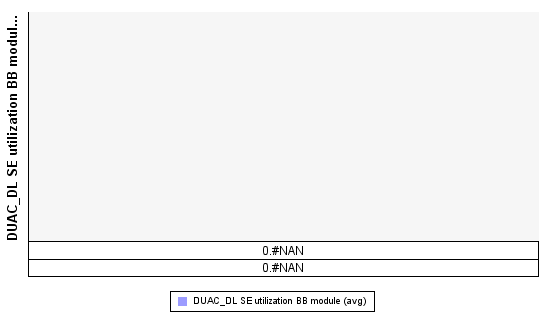 DUAC_DL SE utilization BB modul...
0.#NAN
0.#NAN
DUAC_DL SE utilization BB module (avg)